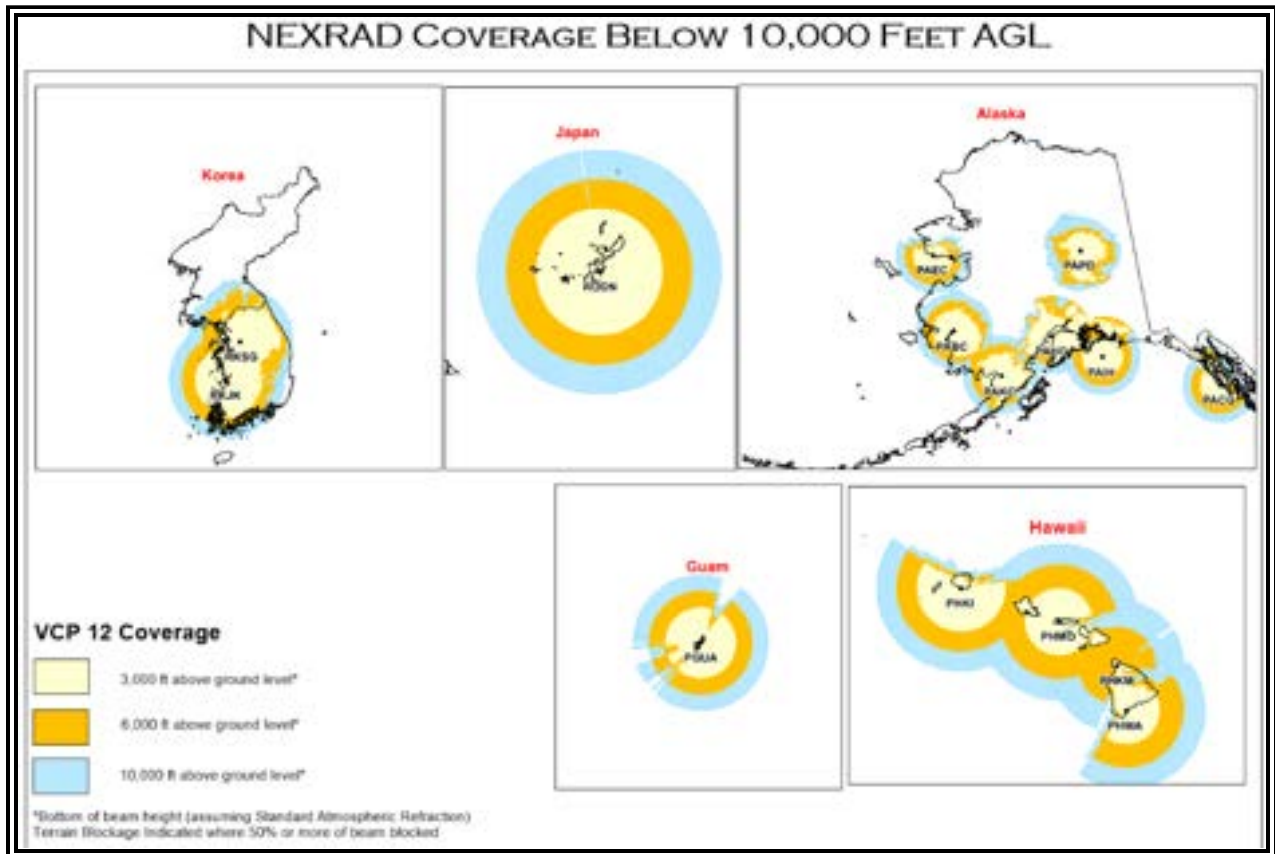 NEXRAD COVERAGE BELOW 10,000 FEET AGL
Korea
Japan
Alaska
RKSG
RKJK
RODN
PAEC
PAPD
PABC
PAIH
PAKC
PACG
Guam
Hawaii
PGUA
PHKI
PHMO
PHKM
PHWA
VCP 12 Coverage
3,000 ft above ground level*
6,000 ft above ground level*
10,000 ft above ground level*
*Bottom of beam height (assuming Standard Atmospheric Refraction)
Terrain Blockage Indicated where 50% or more of beam blocked